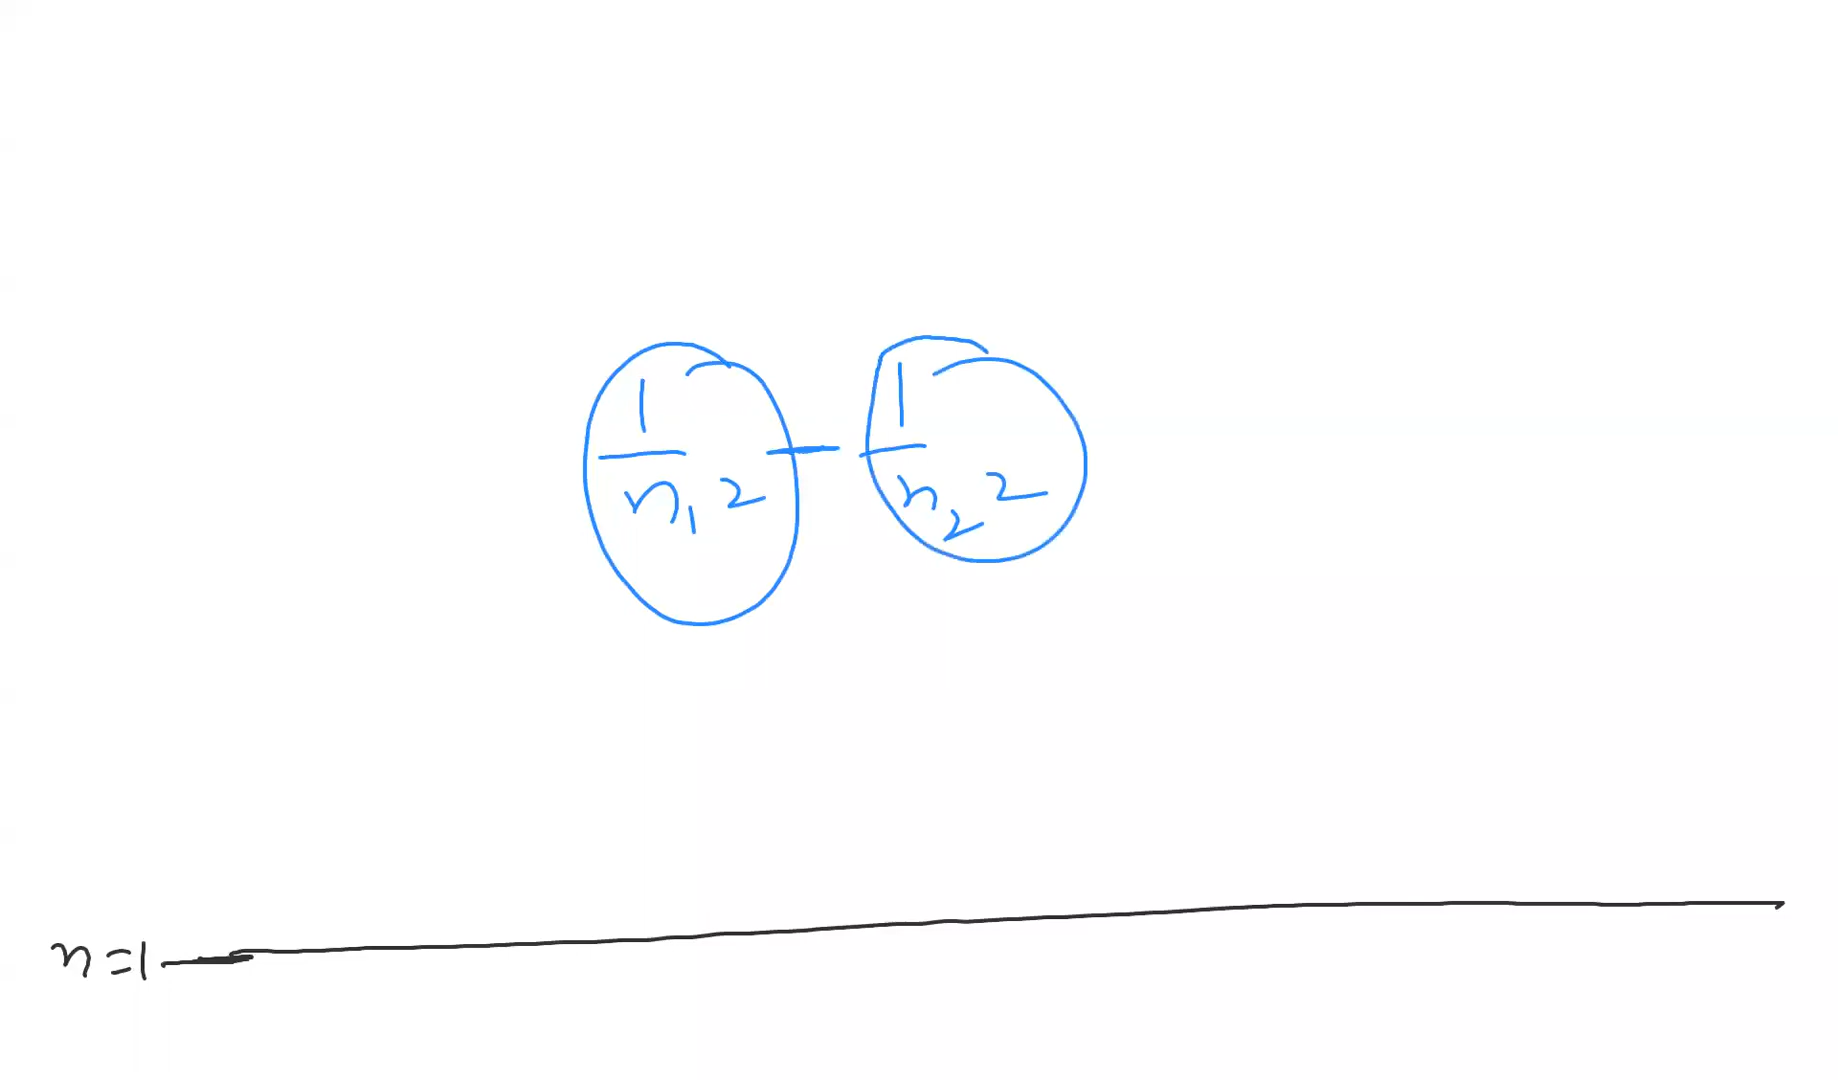 1/n₁² - 1/n₂²
n=1